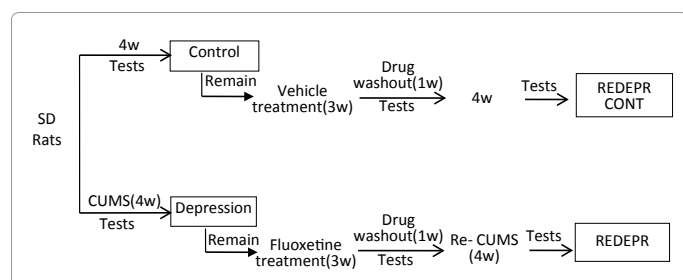 4w
Tests
Control
Remain
Vehicle
treatment(3w)
Drug
washout(1w)
Tests
4w
Tests
REDEPR
CONT
SD
Rats
CUMS(4w)
Tests
Depression
Remain
Fluoxetine
treatment(3w)
Drug
washout(1w)
Tests
Re- CUMS
(4w)
Tests
REDEPR